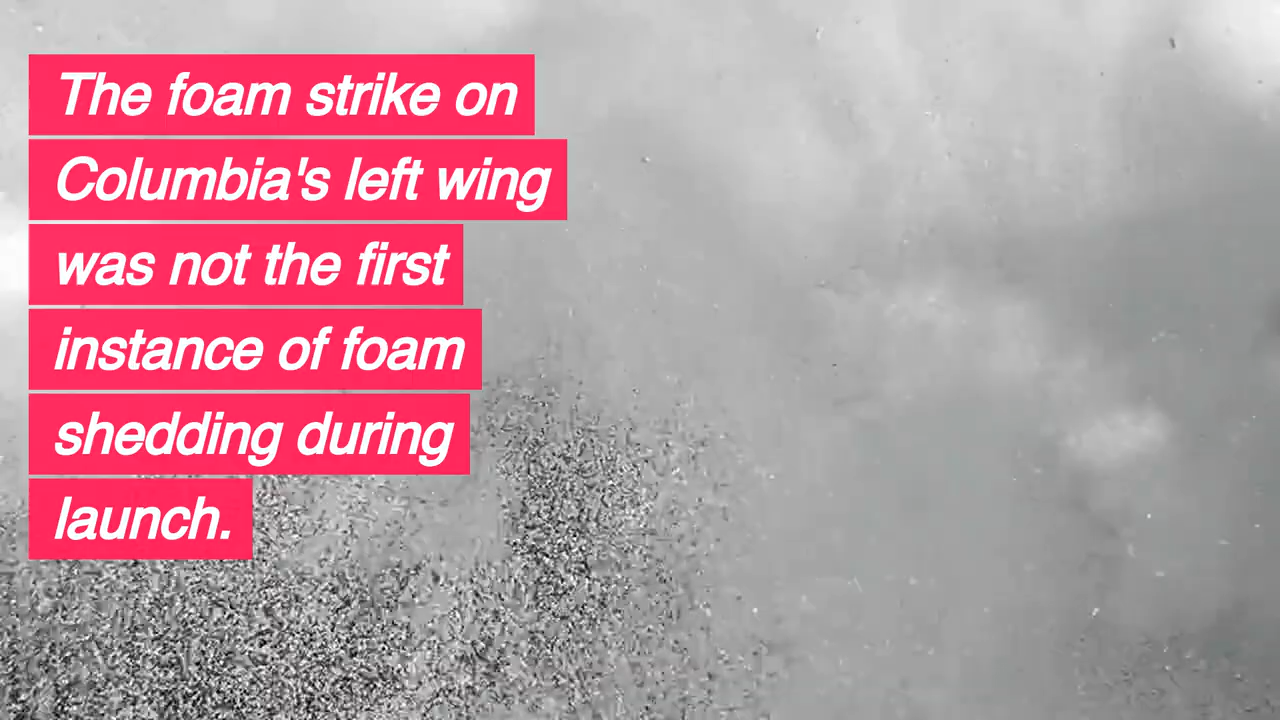 The foam strike on
Columbia's left wing
was not the first
instance of foam
shedding during
launch.